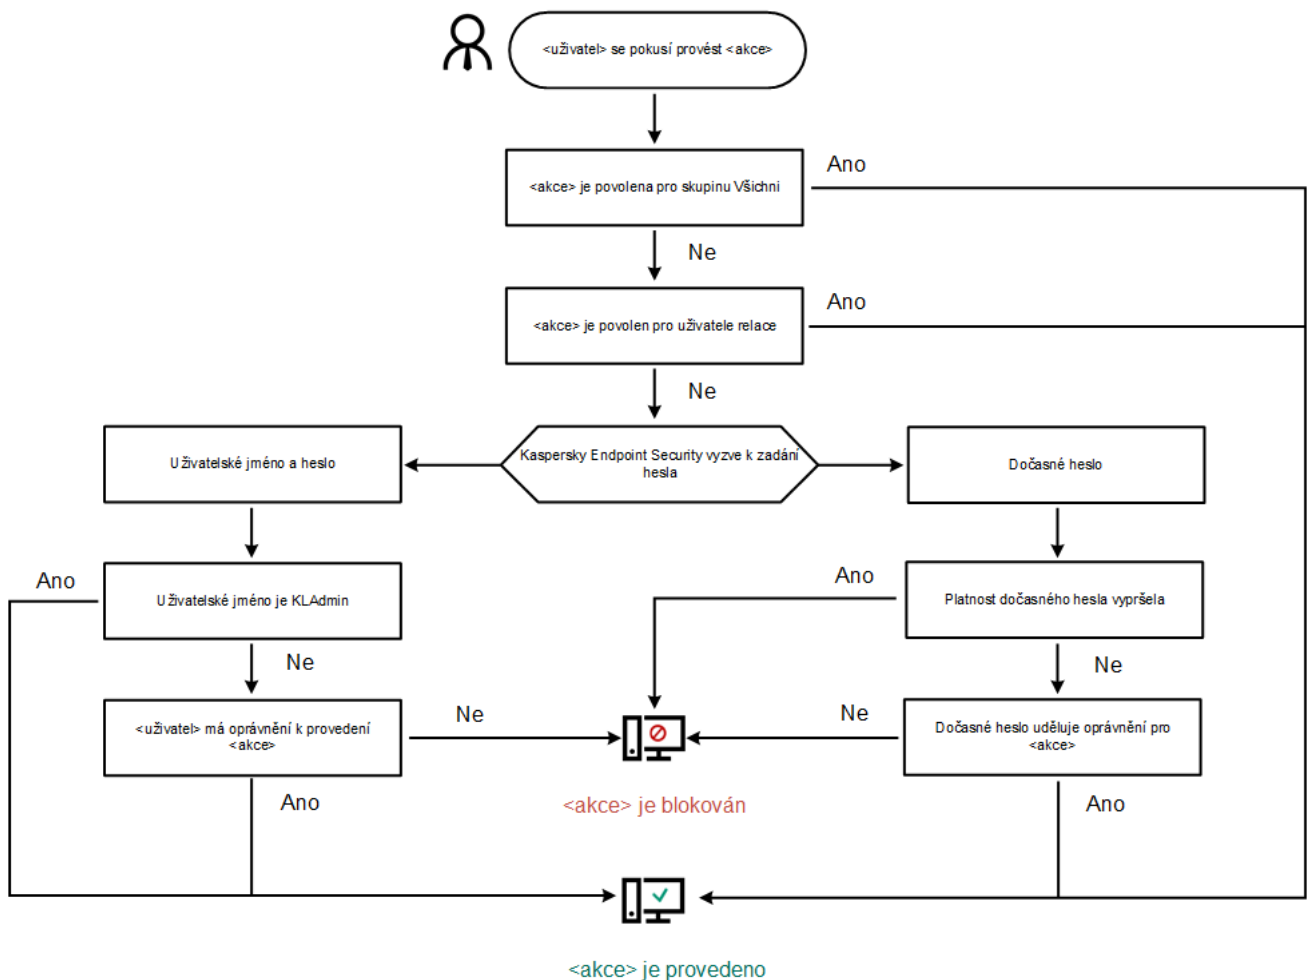 <uživatel> se pokusí provést <akce>
Ano
<akce> je povolena pro skupinu Všichni
Ne
Ano
<akce> je povolen pro uživatele relace
Ne
Uživatelské jméno a heslo
Kaspersky Endpoint Security vyzve k zadání
hesla
Dočasné heslo
Ano
Uživatelské jméno je KLAdmin
Ano
Platnost dočasného hesla vypršela
Ne
Ne
<uživatel> má oprávnění k provedení
<akce>
Ne
Ne
Dočasné heslo uděluje oprávnění pro
<akce>
Ano
<akce> je blokován
Ano
<akce> je provedeno